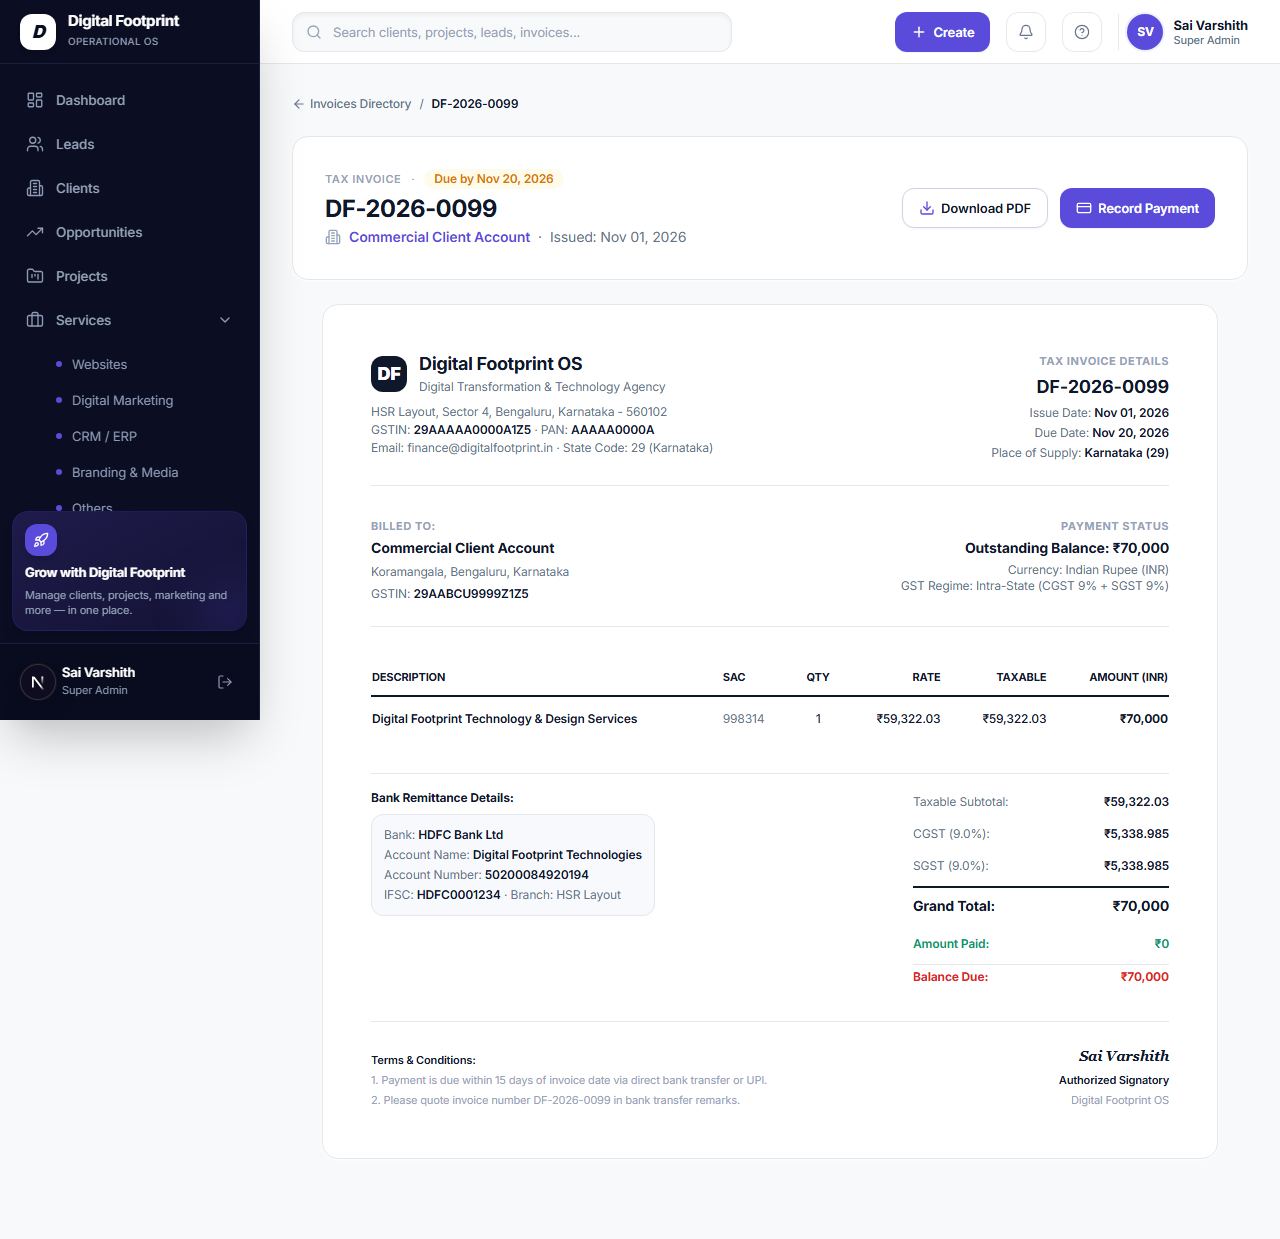 D
Digital Footprint
OPERATIONAL OS
Dashboard
Leads
Clients
Opportunities
Projects
Services
Websites
Digital Marketing
CRM / ERP
Branding & Media
Others
Grow with Digital Footprint
Manage clients, projects, marketing and
more — in one place.
N
Sai Varshith
Super Admin
Search clients, projects, leads, invoices...
Create
SV
Sai Varshith
Super Admin
Invoices Directory / DF-2026-0099
TAX INVOICE · Due by Nov 20, 2026
DF-2026-0099
Commercial Client Account · Issued: Nov 01, 2026
Download PDF
Record Payment
DF
Digital Footprint OS
Digital Transformation & Technology Agency
HSR Layout, Sector 4, Bengaluru, Karnataka - 560102
GSTIN: 29AAAAA0000A1Z5 · PAN: AAAAA0000A
Email: finance@digitalfootprint.in · State Code: 29 (Karnataka)
TAX INVOICE DETAILS
DF-2026-0099
Issue Date: Nov 01, 2026
Due Date: Nov 20, 2026
Place of Supply: Karnataka (29)
BILLED TO:
Commercial Client Account
Koramangala, Bengaluru, Karnataka
GSTIN: 29AABCU9999Z1Z5
PAYMENT STATUS
Outstanding Balance: ₹70,000
Currency: Indian Rupee (INR)
GST Regime: Intra-State (CGST 9% + SGST 9%)
DESCRIPTION SAC QTY RATE TAXABLE AMOUNT (INR)
Digital Footprint Technology & Design Services 998314 1 ₹59,322.03 ₹59,322.03 ₹70,000
Bank Remittance Details:
Bank: HDFC Bank Ltd
Account Name: Digital Footprint Technologies
Account Number: 50200084920194
IFSC: HDFC0001234 · Branch: HSR Layout
Taxable Subtotal: ₹59,322.03
CGST (9.0%): ₹5,338.985
SGST (9.0%): ₹5,338.985
Grand Total: ₹70,000
Amount Paid: ₹0
Balance Due: ₹70,000
Terms & Conditions:
1. Payment is due within 15 days of invoice date via direct bank transfer or UPI.
2. Please quote invoice number DF-2026-0099 in bank transfer remarks.
Sai Varshith
Authorized Signatory
Digital Footprint OS